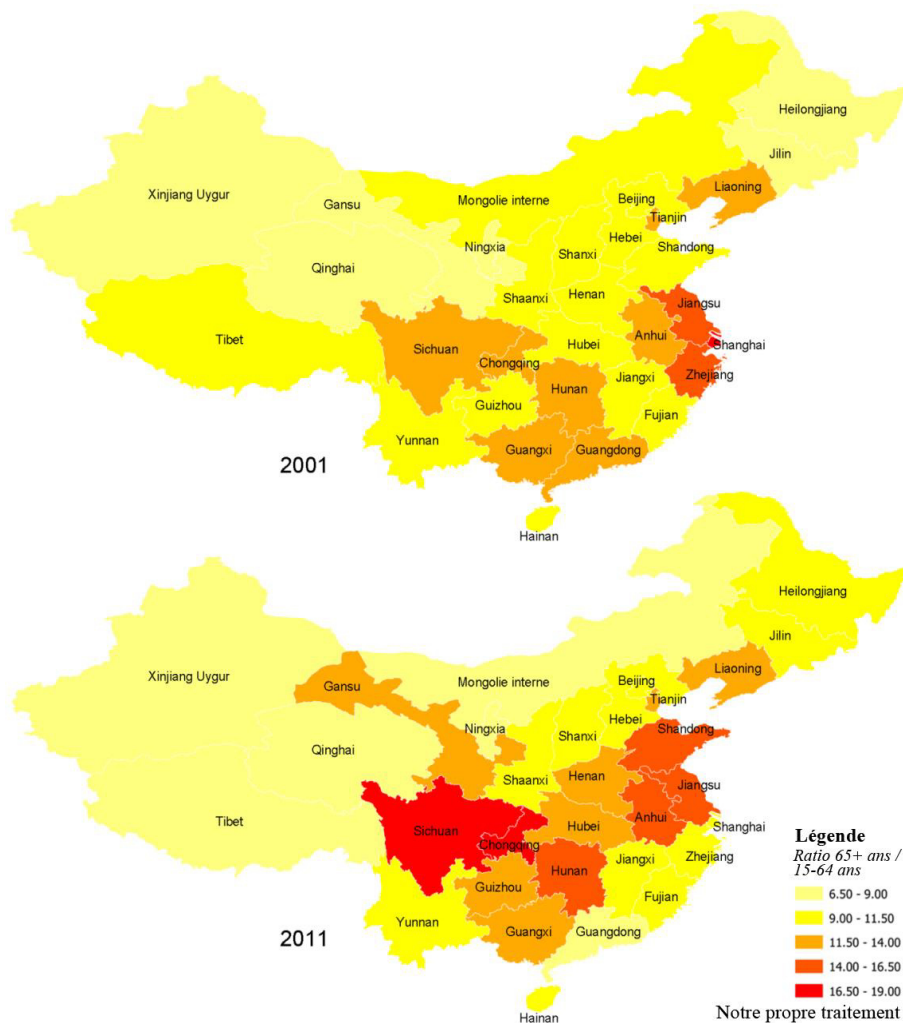 Heilongjiang
Jilin
Xinjiang Uygur
Liaoning
Gansu
Mongolie interne
Beijing
Tianjin
Ningxia
Hebei
Shanxi
Shandong
Qinghai
Shaanxi
Henan
Jiangsu
Anhui
Tibet
Sichuan
Hubei
Shanghai
Chongqing
Zhejiang
Hunan
Jiangxi
Guizhou
Fujian
Yunnan
Guangxi
Guangdong
2001
Hainan
Heilongjiang
Jilin
Xinjiang Uygur
Liaoning
Gansu
Mongolie interne
Beijing
Tianjin
Ningxia
Hebei
Shandong
Shanxi
Qinghai
Shaanxi
Henan
Jiangsu
Tibet
Anhui
Sichuan
Hubei
Shanghai
Chongqing
Zhejiang
Hunan
Jiangxi
Guizhou
Fujian
Yunnan
Guangxi
Guangdong
2011
Hainan
Légende
Ratio 65+ ans /
15-64 ans
6.50 - 9.00
9.00 - 11.50
11.50 - 14.00
14.00 - 16.50
16.50 - 19.00
Notre propre traitement